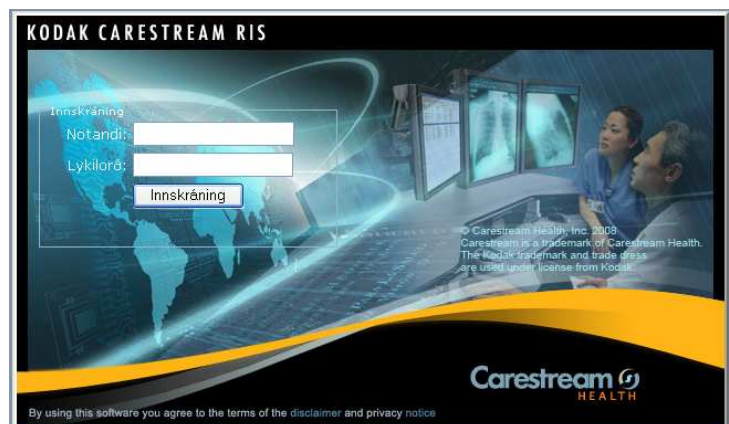 KODAK CARESTREAM RIS
Innskráning
Notandi:
Lykilorð:
Innskráning
© Carestream Health, Inc. 2008
Carestream is a trademark of Carestream Health.
The Kodak trademark and trade dress
are used under license from Kodak.
Carestream
HEALTH
By using this software you agree to the terms of the disclaimer and privacy notice